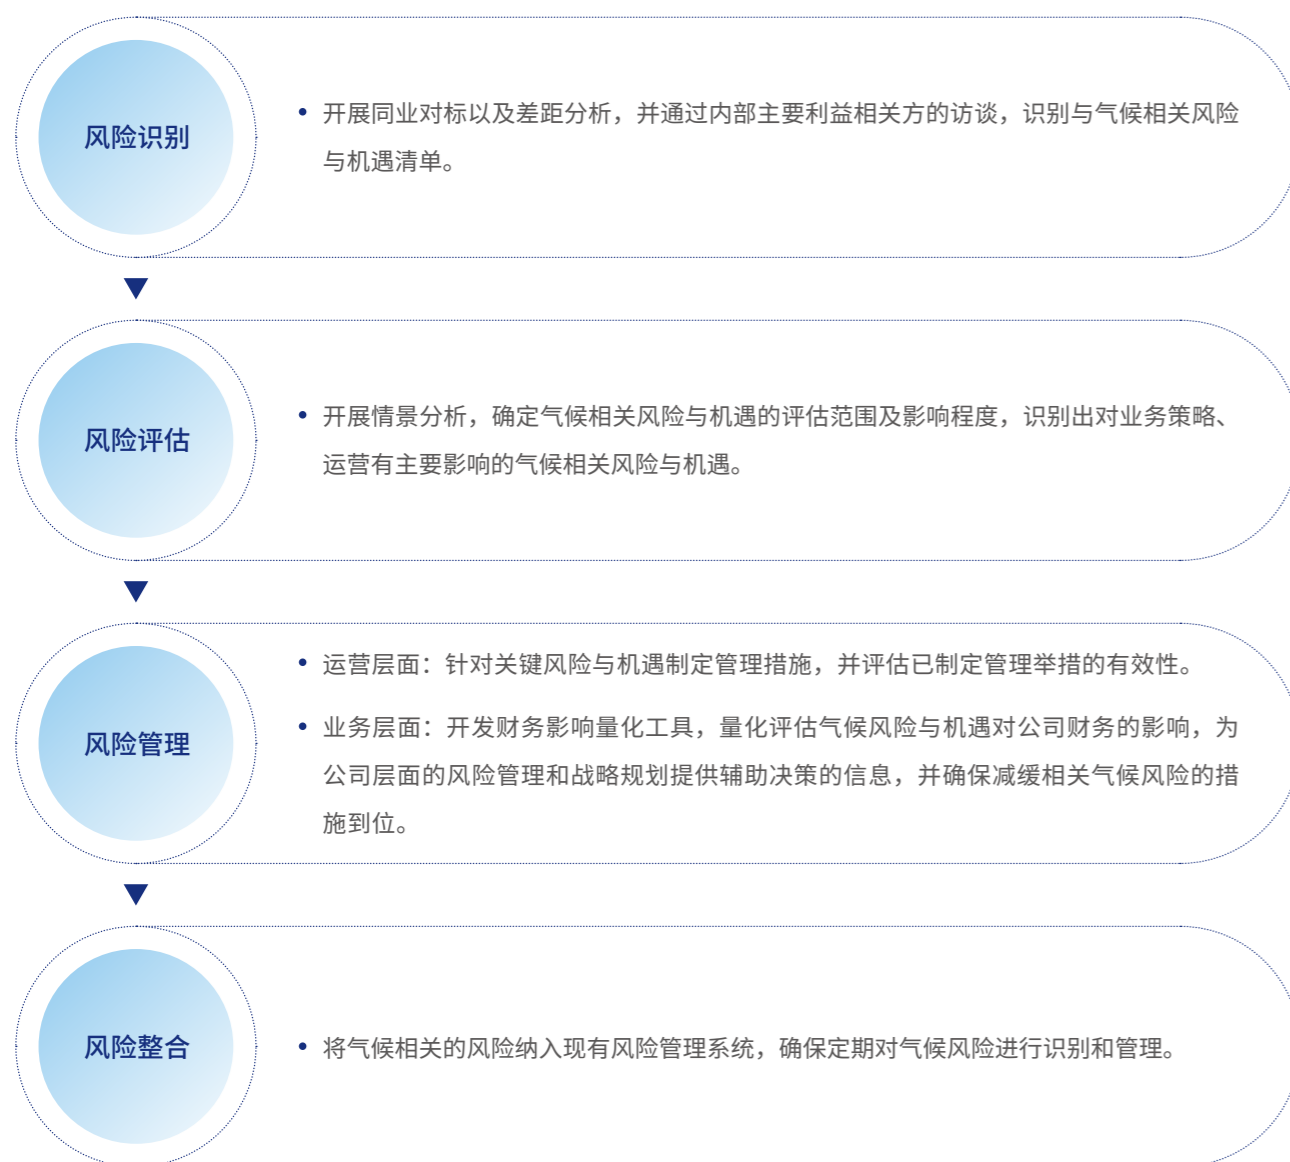 风险识别
• 开展同业对标以及差距分析，并通过内部主要利益相关方的访谈，识别与气候相关风险
与机遇清单。
风险评估
• 开展情景分析，确定气候相关风险与机遇的评估范围及影响程度，识别出对业务策略、
运营有主要影响的气候相关风险与机遇。
风险管理
• 运营层面：针对关键风险与机遇制定管理措施，并评估已制定管理举措的有效性。
• 业务层面：开发财务影响量化工具，量化评估气候风险与机遇对公司财务的影响，为
公司层面的风险管理和战略规划提供辅助决策的信息，并确保减缓相关气候风险的措
施到位。
风险整合
• 将气候相关的风险纳入现有风险管理系统，确保定期对气候风险进行识别和管理。